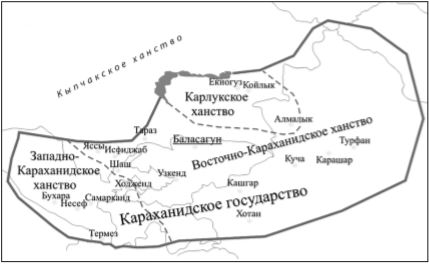 Кыпчакское ханство
Екиогуз
Койлык
Карлукское
ханство
Алмалык
Тараз
Баласагун
Восточно-Караханидское ханство
Турфан
Яссы
Исфиджаб
Западно-
Караханидское
ханство
Шаш
Узкенд
Куча
Карашар
Ходженд
Кашгар
Бухара
Несеф
Самарканд
Караханидское государство
Хотан
Термез